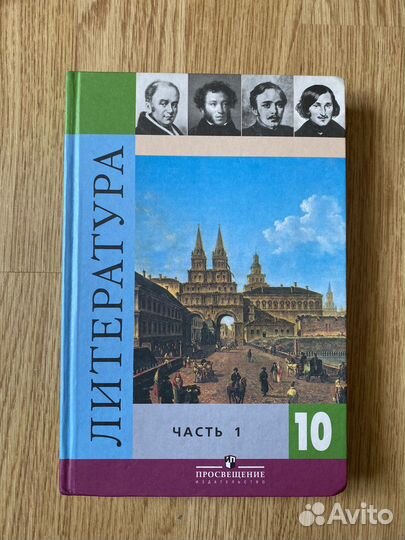 ЛИТЕРАТУРА
ЧАСТЬ 1
10
ПРОСВЕЩЕНИЕ
ИЗДАТЕЛЬСТВО
Avito